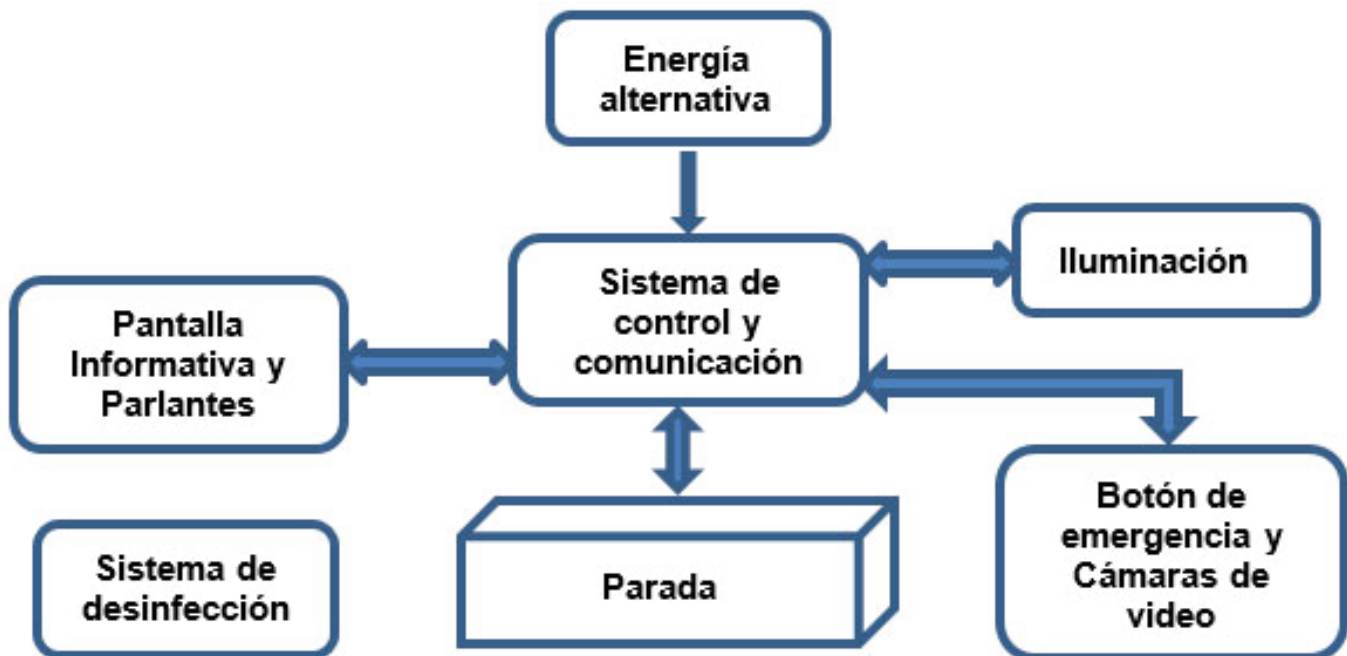 Energía
alternativa
Iluminación
Sistema de
control y
comunicación
Pantalla
Informativa y
Parlantes
Botón de
emergencia y
Cámaras de
video
Parada
Sistema de
desinfección